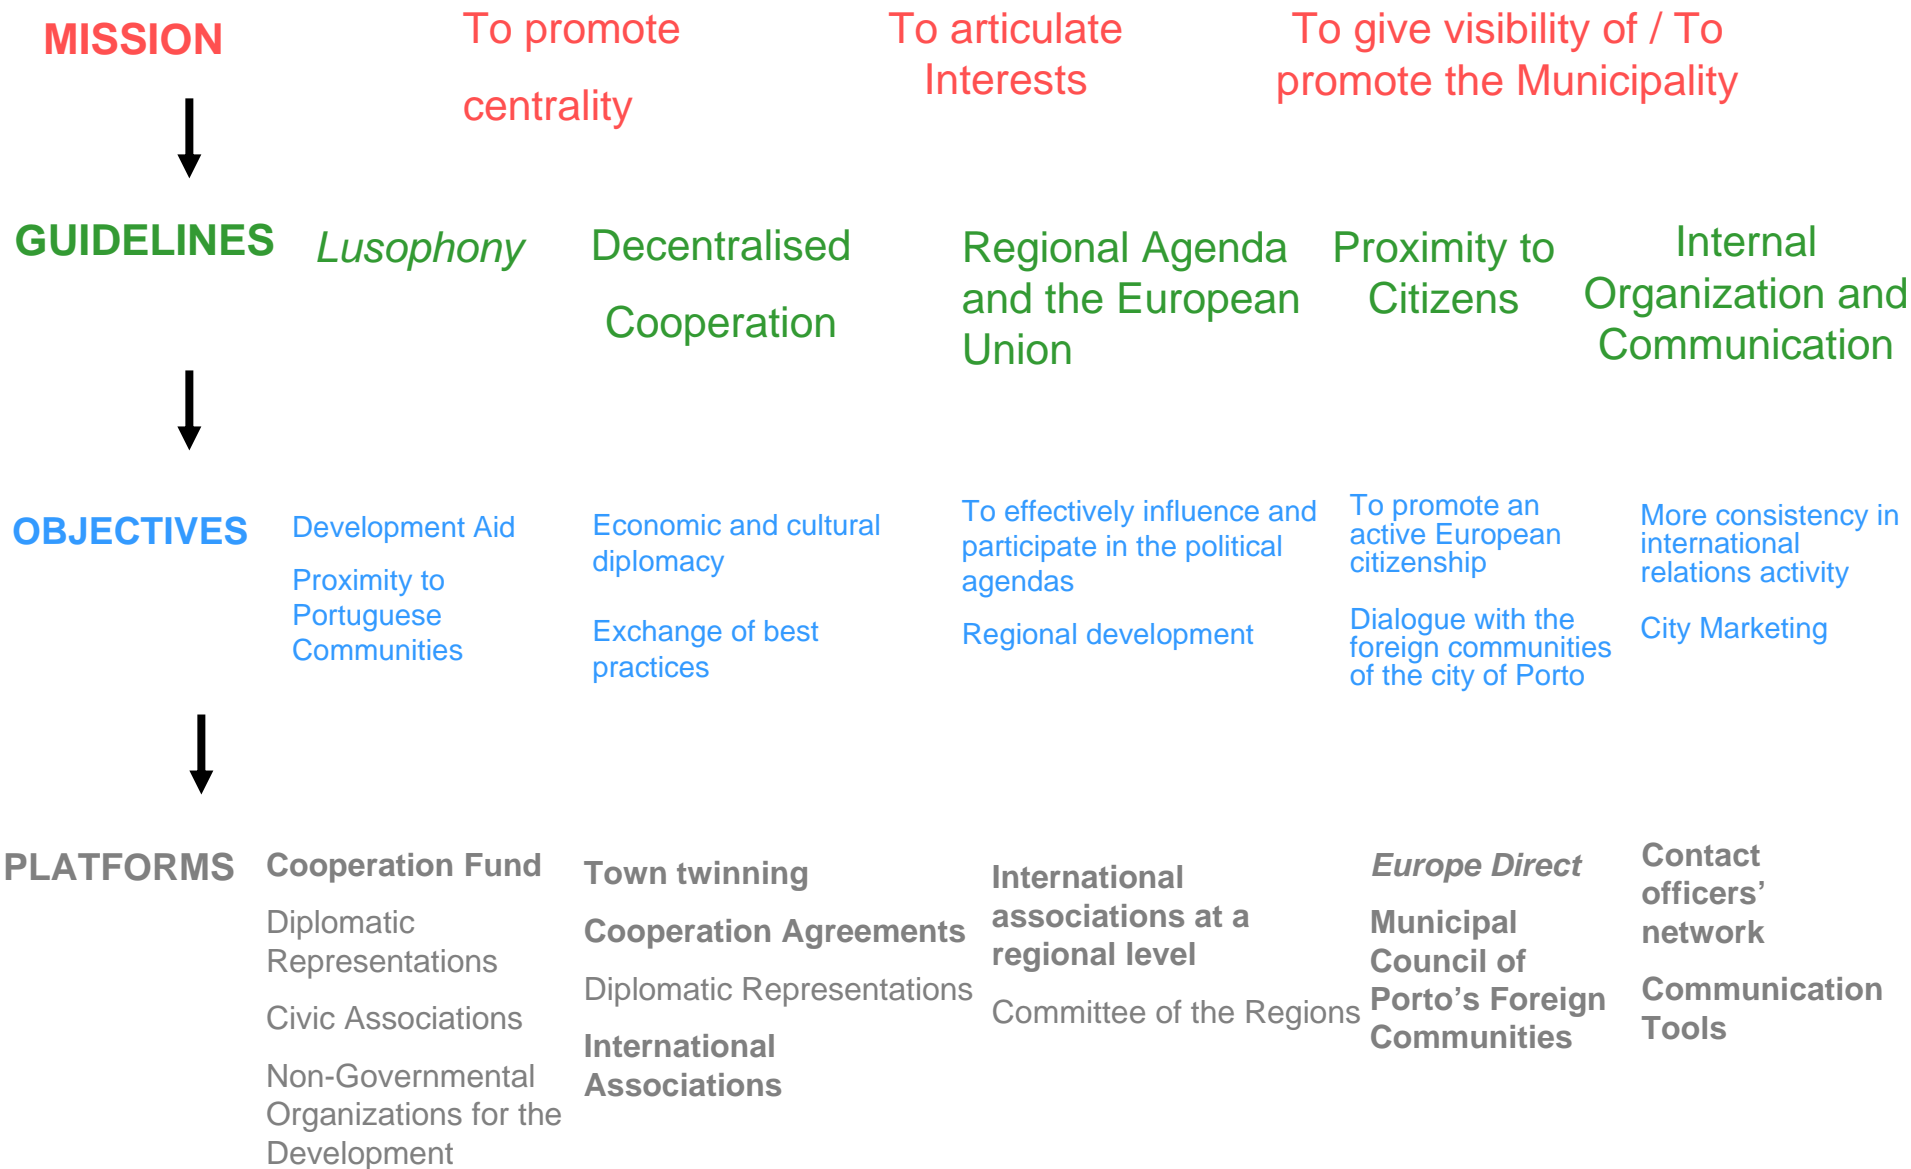 MISSION
To promote
centrality
To articulate
Interests
To give visibility of / To
promote the Municipality
GUIDELINES
Lusophony
Decentralised
Cooperation
Regional Agenda
and the European
Union
Proximity to
Citizens
Internal
Organization and
Communication
OBJECTIVES
Development Aid
Proximity to
Portuguese
Communities
Economic and cultural
diplomacy
Exchange of best
practices
To effectively influence and
participate in the political
agendas
Regional development
To promote an
active European
citizenship
Dialogue with the
foreign communities
of the city of Porto
More consistency in
international
relations activity
City Marketing
PLATFORMS
Cooperation Fund
Diplomatic
Representations
Civic Associations
Non-Governmental
Organizations for the
Development
Town twinning
Cooperation Agreements
Diplomatic Representations
International
Associations
International
associations at a
regional level
Committee of the Regions
Europe Direct
Municipal
Council of
Porto’s Foreign
Communities
Contact
officers’
network
Communication
Tools